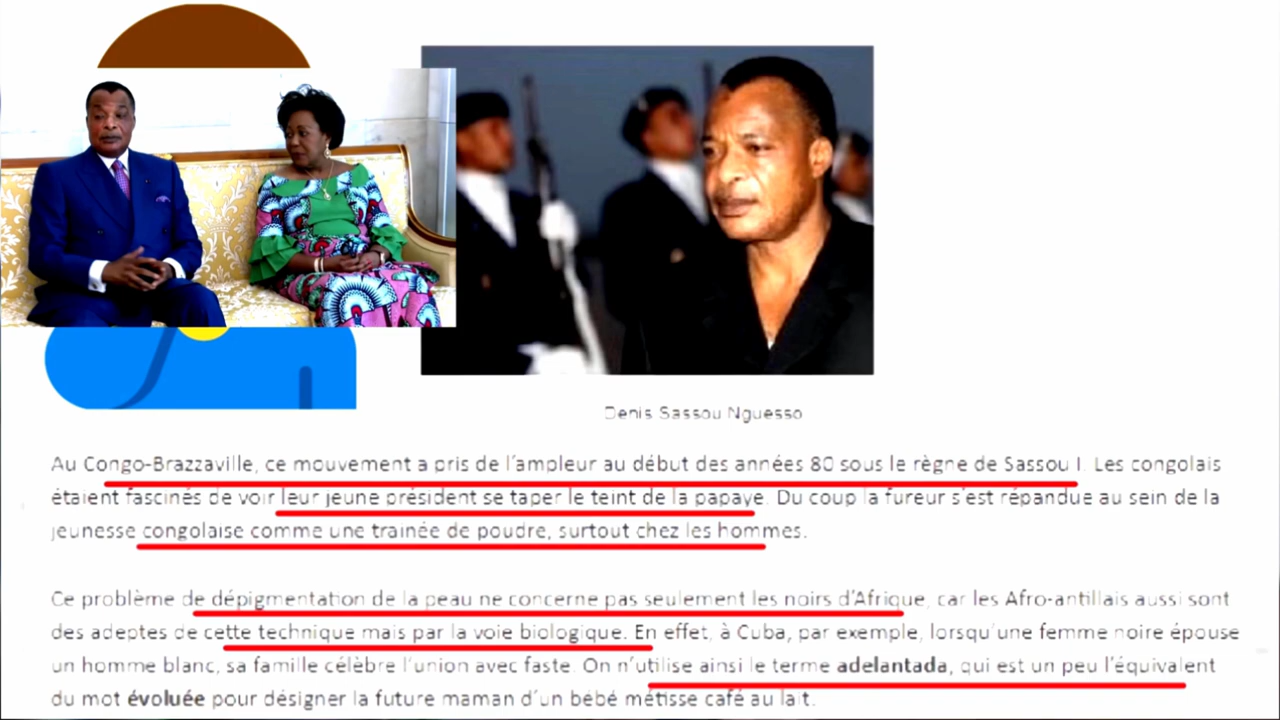 Denis Sassou Nguesso
Au Congo-Brazzaville, ce mouvement a pris de l'ampleur au début des années 80 sous le règne de Sassou I. Les congolais
étaient fascinés de voir leur jeune président se taper le teint de la papaye. Du coup la fureur s'est répandue au sein de la
jeunesse congolaise comme une trainée de poudre, surtout chez les hommes.
Ce problème de dépigmentation de la peau ne concerne pas seulement les noirs d'Afrique, car les Afro-antillais aussi sont
des adeptes de cette technique mais par la voie biologique. En effet, à Cuba, par exemple, lorsqu'une femme noire épouse
un homme blanc, sa famille célèbre l'union avec faste. On n'utilise ainsi le terme adelantada, qui est un peu l'équivalent
du mot évoluée pour désigner la future maman d'un bébé métisse café au lait.